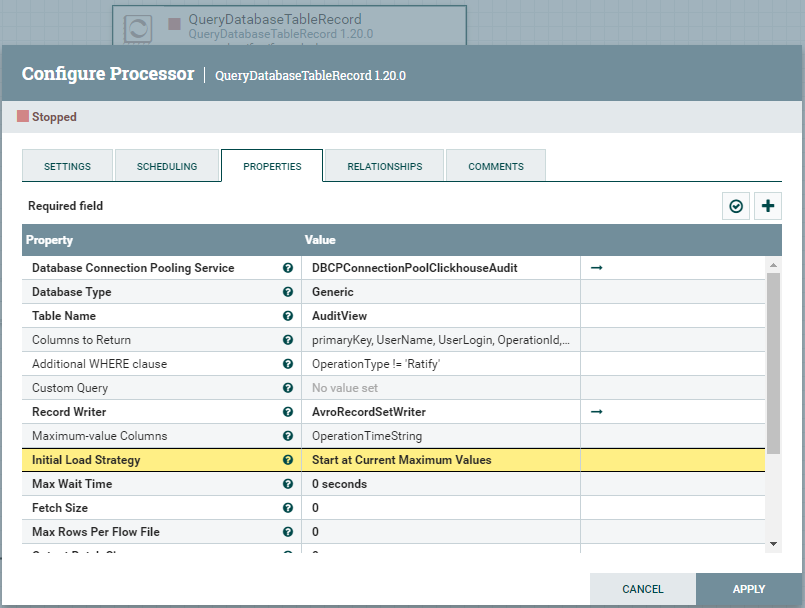 QueryDatabaseTableRecord
QueryDatabaseTableRecord 1.20.0
Configure Processor | QueryDatabaseTableRecord 1.20.0
Stopped
SETTINGS SCHEDULING PROPERTIES RELATIONSHIPS COMMENTS
Required field
Property Value
Database Connection Pooling Service DBCPConnectionPoolClickhouseAudit
Database Type Generic
Table Name AuditView
Columns to Return primaryKey, UserName, UserLogin, OperationId,...
Additional WHERE clause OperationType != 'Ratify'
Custom Query No value set
Record Writer AvroRecordSetWriter
Maximum-value Columns OperationTimeString
Initial Load Strategy Start at Current Maximum Values
Max Wait Time 0 seconds
Fetch Size 0
Max Rows Per Flow File 0
CANCEL APPLY